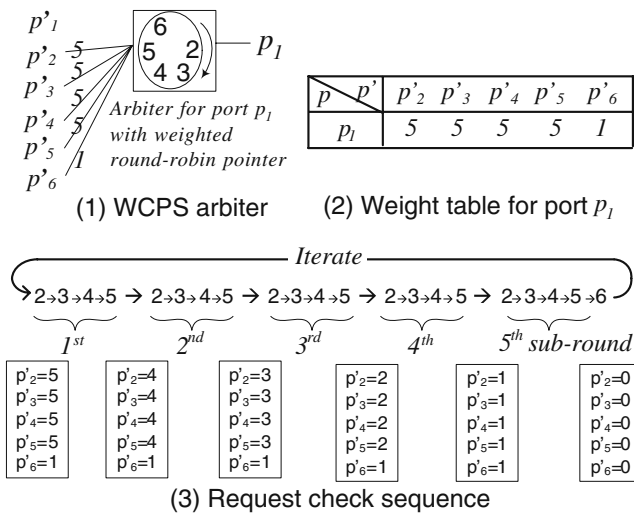 p'1
p'2 5
p'3 5
p'4 5
p'5 5
p'6 1
6
5 2
4 3
p1
Arbiter for port p1
with weighted
round-robin pointer
(1) WCPS arbiter
p p' p'2 p'3 p'4 p'5 p'6
p1 5 5 5 5 1
(2) Weight table for port p1
Iterate
2→3→4→5 → 2→3→4→5 → 2→3→4→5 → 2→3→4→5 → 2→3→4→5→6
1st 2nd 3rd 4th 5th sub-round
p'2=5 p'2=4 p'2=3 p'2=2 p'2=1 p'2=0
p'3=5 p'3=4 p'3=3 p'3=2 p'3=1 p'3=0
p'4=5 p'4=4 p'4=3 p'4=2 p'4=1 p'4=0
p'5=5 p'5=4 p'5=3 p'5=2 p'5=1 p'5=0
p'6=1 p'6=1 p'6=1 p'6=1 p'6=1 p'6=0
(3) Request check sequence